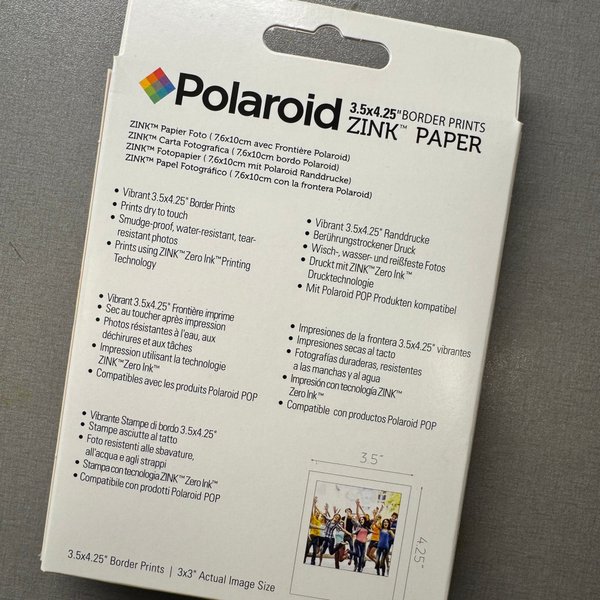 Polaroid 3.5x4.25" BORDER PRINTS
ZINK™ PAPER
ZINK™ Papier Foto ( 7,6x10cm avec Frontière Polaroid)
ZINK™ Carta Fotografica ( 7,6x10cm bordo Polaroid)
ZINK™ Fotopapier ( 7,6x10cm mit Polaroid Randdrucke)
ZINK™ Papel Fotográfico ( 7,6x10cm con la frontera Polaroid)
• Vibrant 3.5x4.25" Border Prints
• Prints dry to touch
• Smudge-proof, water-resistant, tear-
resistant photos
• Prints using ZINK™ Zero Ink™ Printing
Technology
• Vibrant 3.5x4.25" Randdrucke
• Berührungstrockener Druck
• Wisch-, wasser- und reißfeste Fotos
• Druckt mit ZINK™ Zero Ink™
Drucktechnologie
• Mit Polaroid POP Produkten kompatibel
• Vibrant 3.5x4.25" Frontière imprime
• Sec au toucher après impression
• Photos résistantes à l'eau, aux
déchirures et aux tâches
• Impression utilisant la technologie
ZINK™ Zero Ink™
• Compatibles avec les produits Polaroid POP
• Impresiones de la frontera 3.5x4.25" vibrantes
• Impresiones secas al tacto
• Fotografías duraderas, resistentes
a las manchas y al agua
• Impresión con tecnología ZINK™
Zero Ink™
• Compatible con productos Polaroid POP
• Vibrante Stampe di bordo 3.5x4.25"
• Stampe asciutte al tatto
• Foto resistenti alle sbavature,
all'acqua e agli strappi
• Stampa con tecnologia ZINK™ Zero Ink™
• Compatibile con prodotti Polaroid POP
3.5"
4.25"
3.5x4.25" Border Prints | 3x3" Actual Image Size